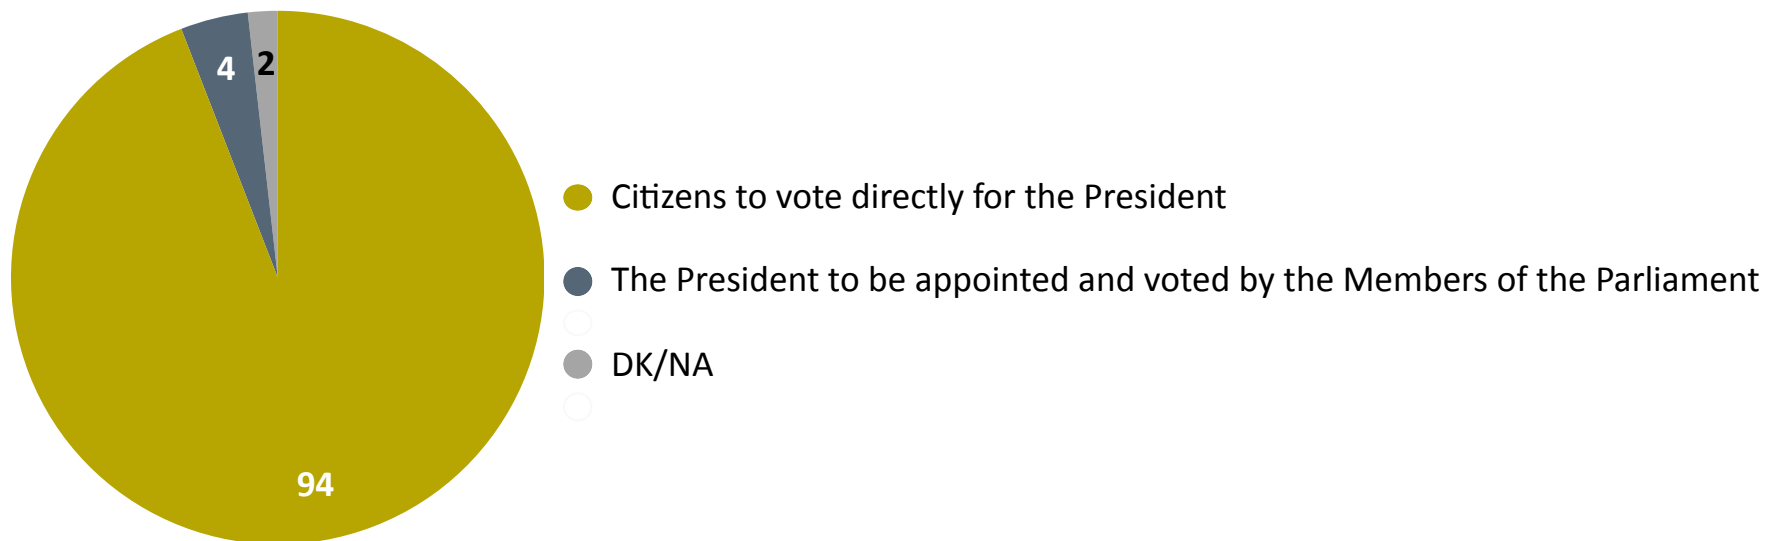 4
2
94
Citizens to vote directly for the President
The President to be appointed and voted by the Members of the Parliament
DK/NA